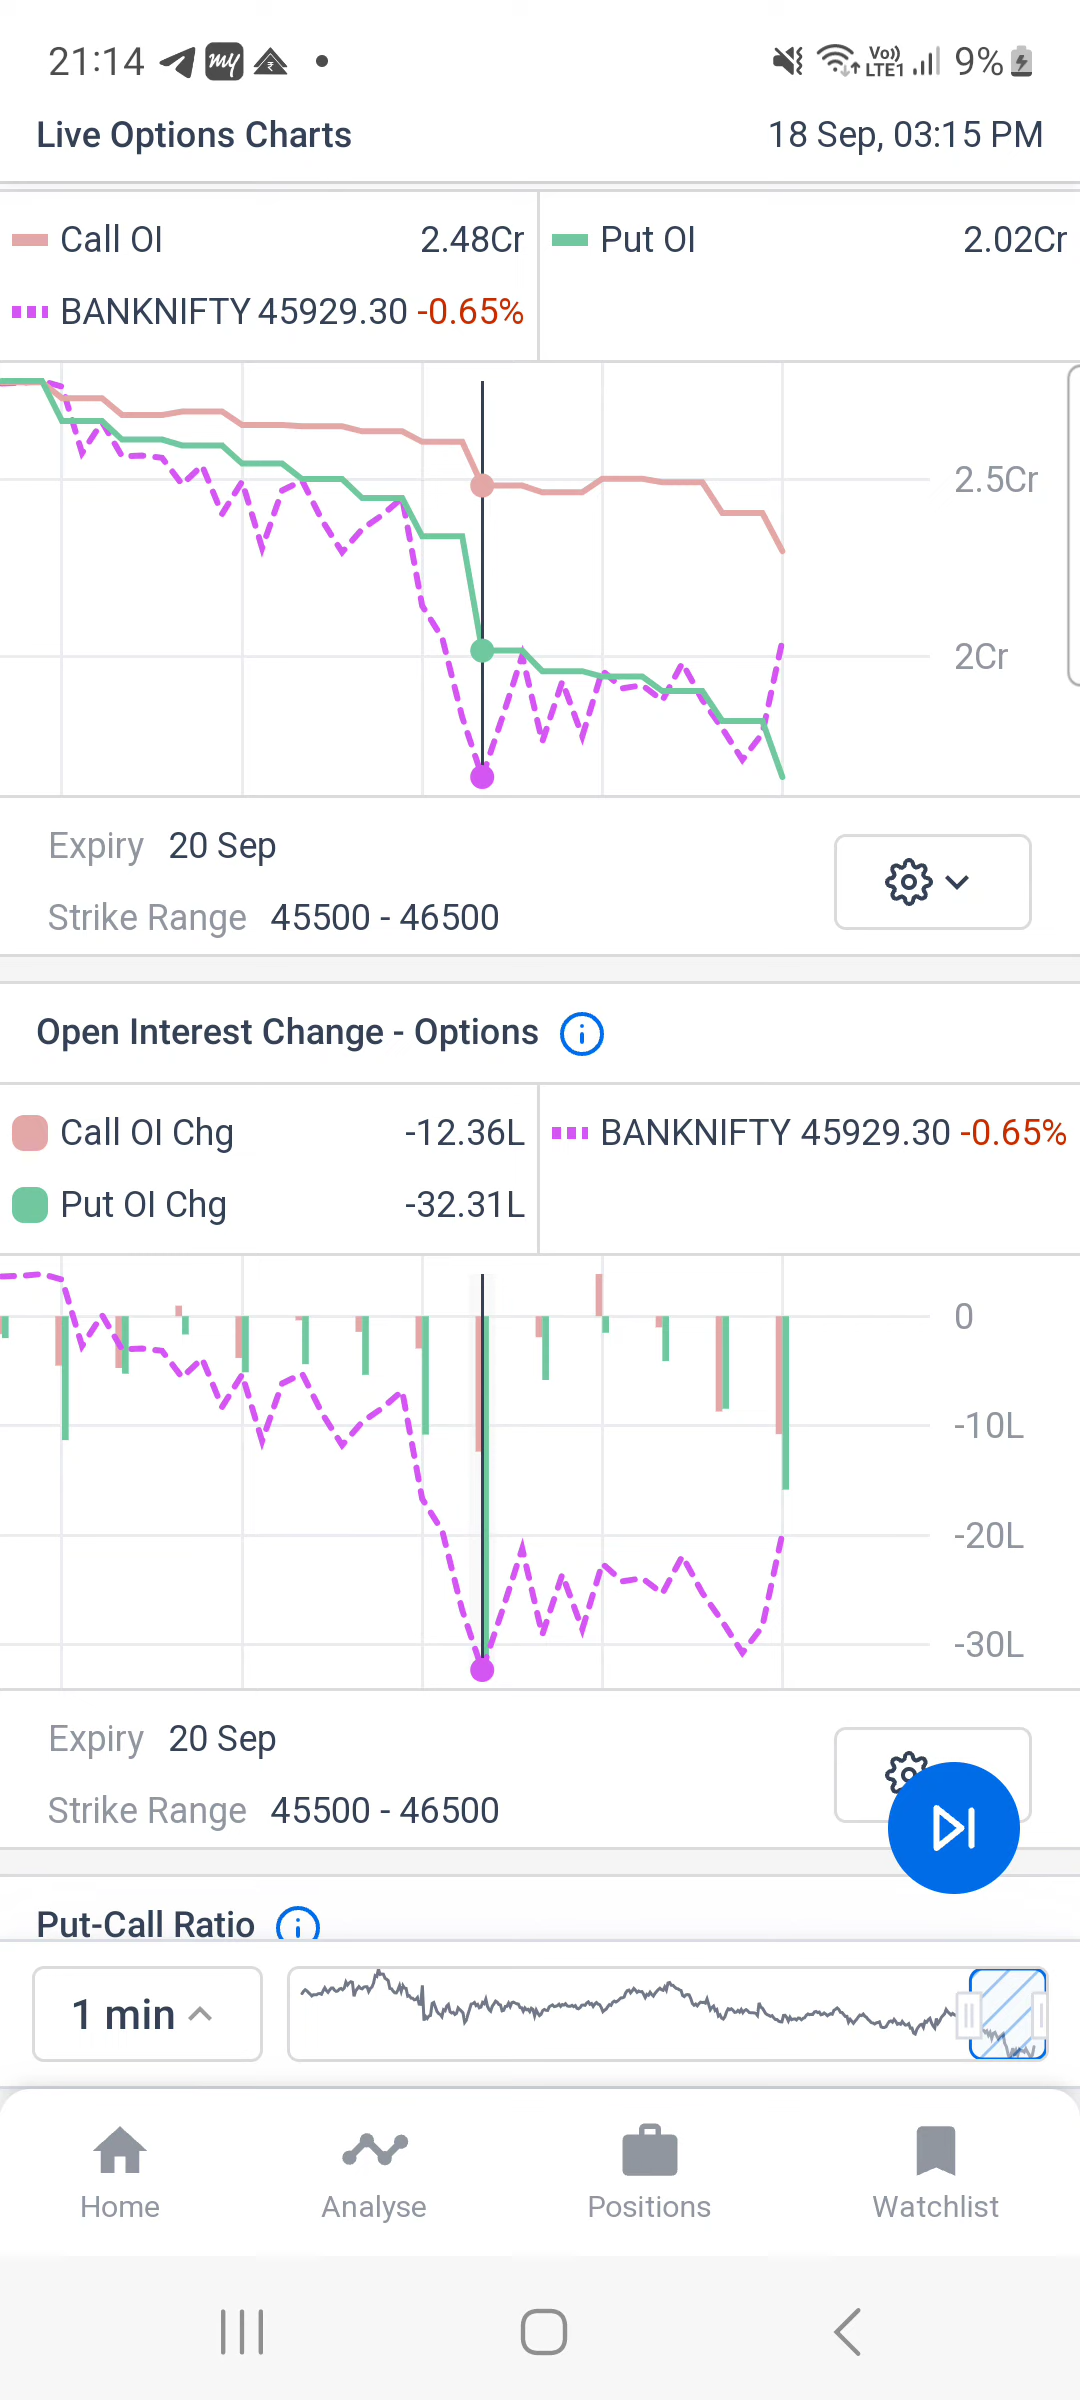 21:14 my Vo)) LTE1 9%
Live Options Charts 18 Sep, 03:15 PM
Call OI 2.48Cr Put OI 2.02Cr
BANKNIFTY 45929.30 -0.65%
2.5Cr
2Cr
Expiry 20 Sep
Strike Range 45500 - 46500
Open Interest Change - Options
Call OI Chg -12.36L BANKNIFTY 45929.30 -0.65%
Put OI Chg -32.31L
0
-10L
-20L
-30L
Expiry 20 Sep
Strike Range 45500 - 46500
Put-Call Ratio
1 min
Home Analyse Positions Watchlist